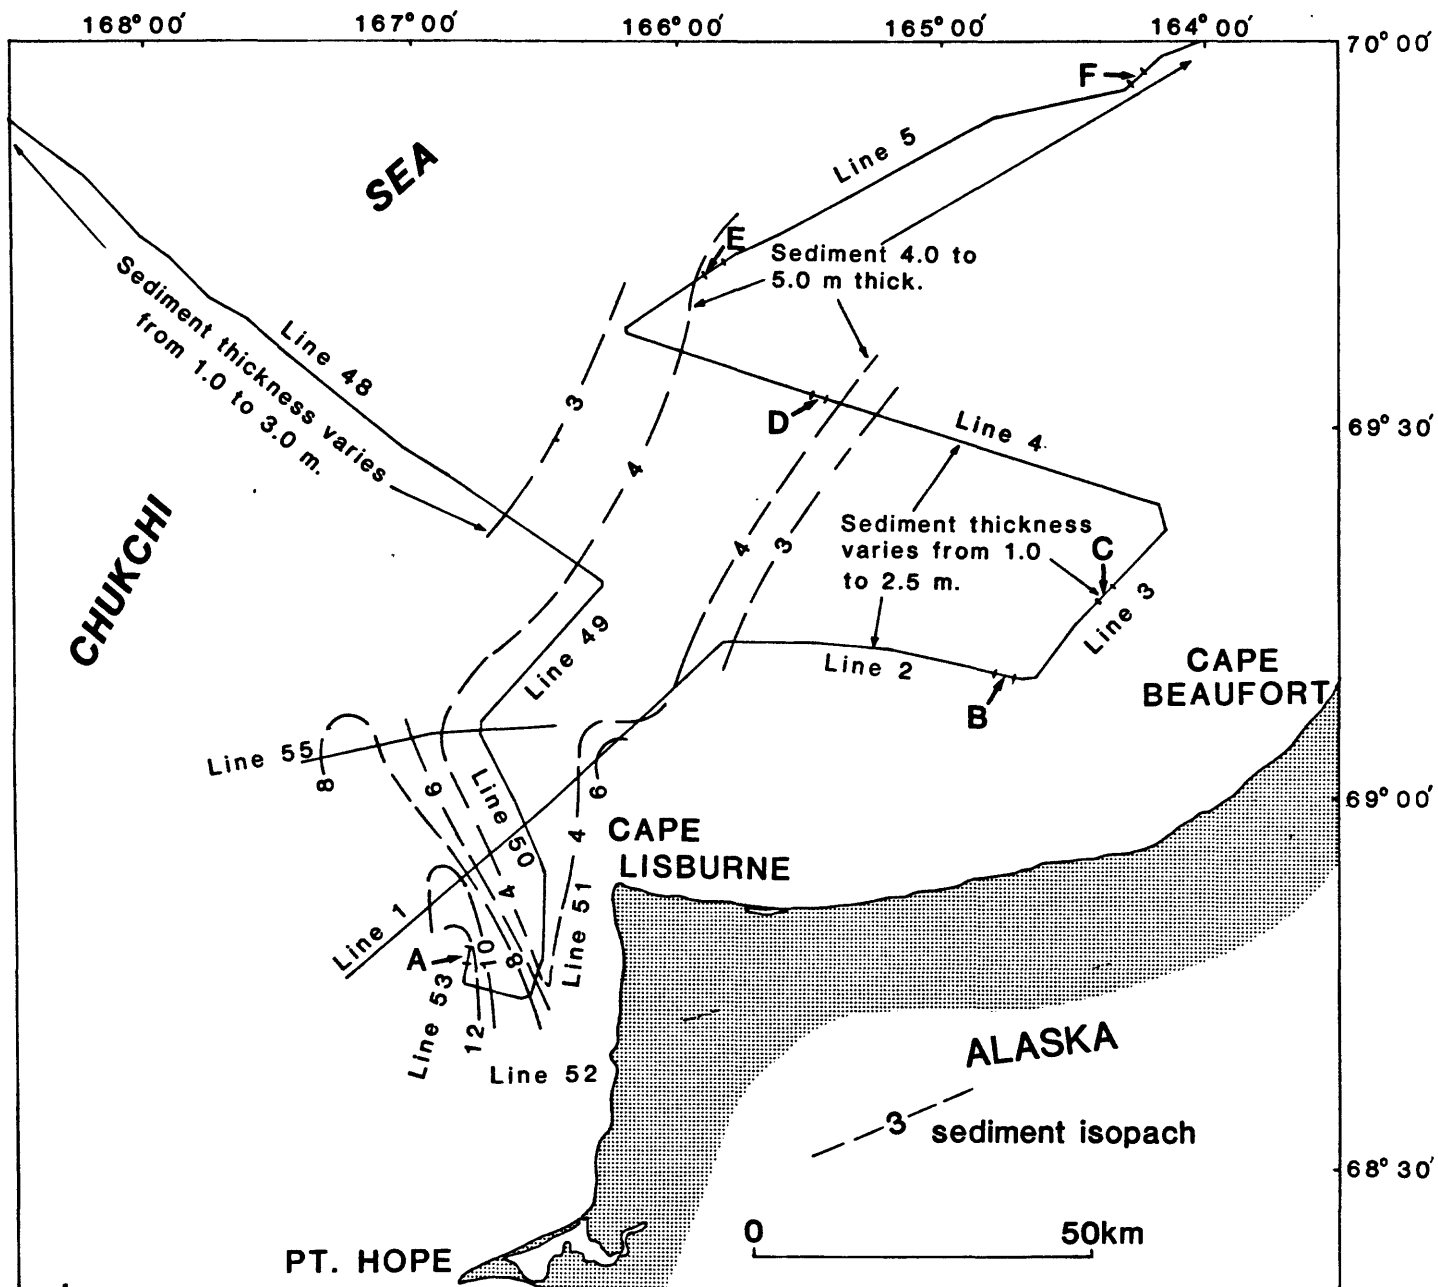 168°00′
167°00′
166°00′
165°00′
164°00′
70°00′
F
Line 5
SEA
E
Sediment 4.0 to
5.0 m thick.
Sediment thickness varies
from 1.0 to 3.0 m.
Line 48
3
D
Line 4
69°30′
4
CHUKCHI
Sediment thickness
varies from 1.0
to 2.5 m.
4
3
C
Line 3
Line 49
Line 2
B
CAPE
BEAUFORT
Line 55
8
6
Line 50
6
4
69°00′
CAPE
LISBURNE
4
Line 1
Line 51
A
10
8
Line 53
12
Line 52
ALASKA
3 sediment isopach
68°30′
0 50km
PT. HOPE